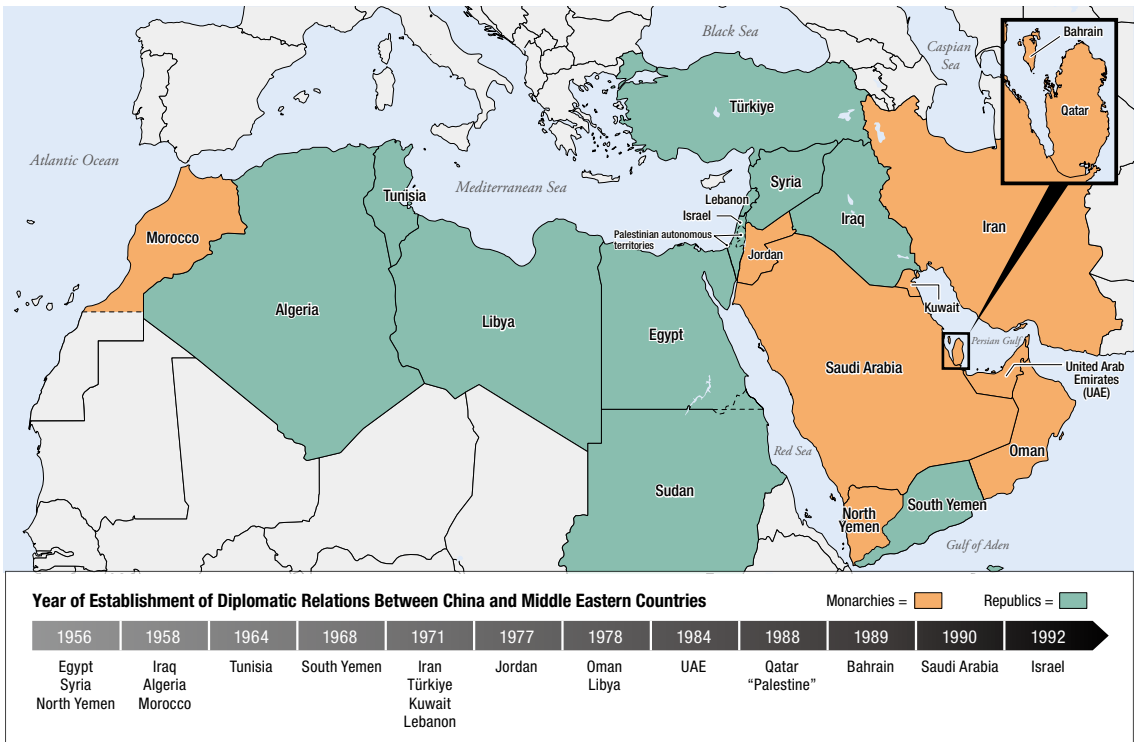 Black Sea
Caspian
Sea
Bahrain
Qatar
Türkiye
Atlantic Ocean
Mediterranean Sea
Tunisia
Syria
Lebanon
Israel
Palestinian autonomous
territories
Iraq
Iran
Morocco
Jordan
Algeria
Libya
Egypt
Kuwait
Persian Gulf
Saudi Arabia
United Arab
Emirates
(UAE)
Red Sea
Oman
Sudan
South Yemen
North
Yemen
Gulf of Aden
Year of Establishment of Diplomatic Relations Between China and Middle Eastern Countries
Monarchies =
Republics =
1956 1958 1964 1968 1971 1977 1978 1984 1988 1989 1990 1992
Egypt Iraq Tunisia South Yemen Iran Jordan Oman UAE Qatar Bahrain Saudi Arabia Israel
Syria Algeria Türkiye Libya “Palestine”
North Yemen Morocco Kuwait
Lebanon